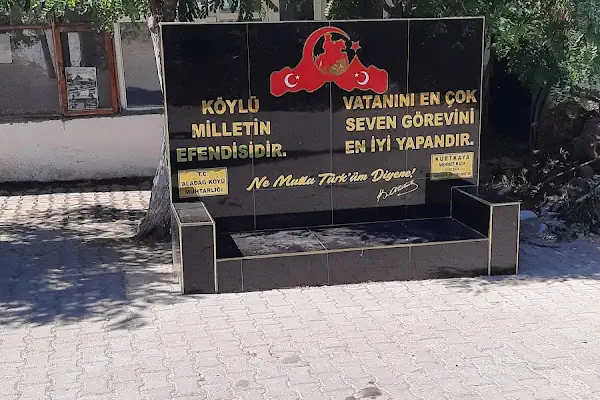 KÖYLÜ
MİLLETİN
EFENDİSİDİR.
VATANINI EN ÇOK
SEVEN GÖREVİNİ
EN İYİ YAPANDIR.
T.C
ALADAĞ KÖYÜ
MUHTARLIĞI
Ne Mutlu Türk'üm Diyene!
KURTKAYA